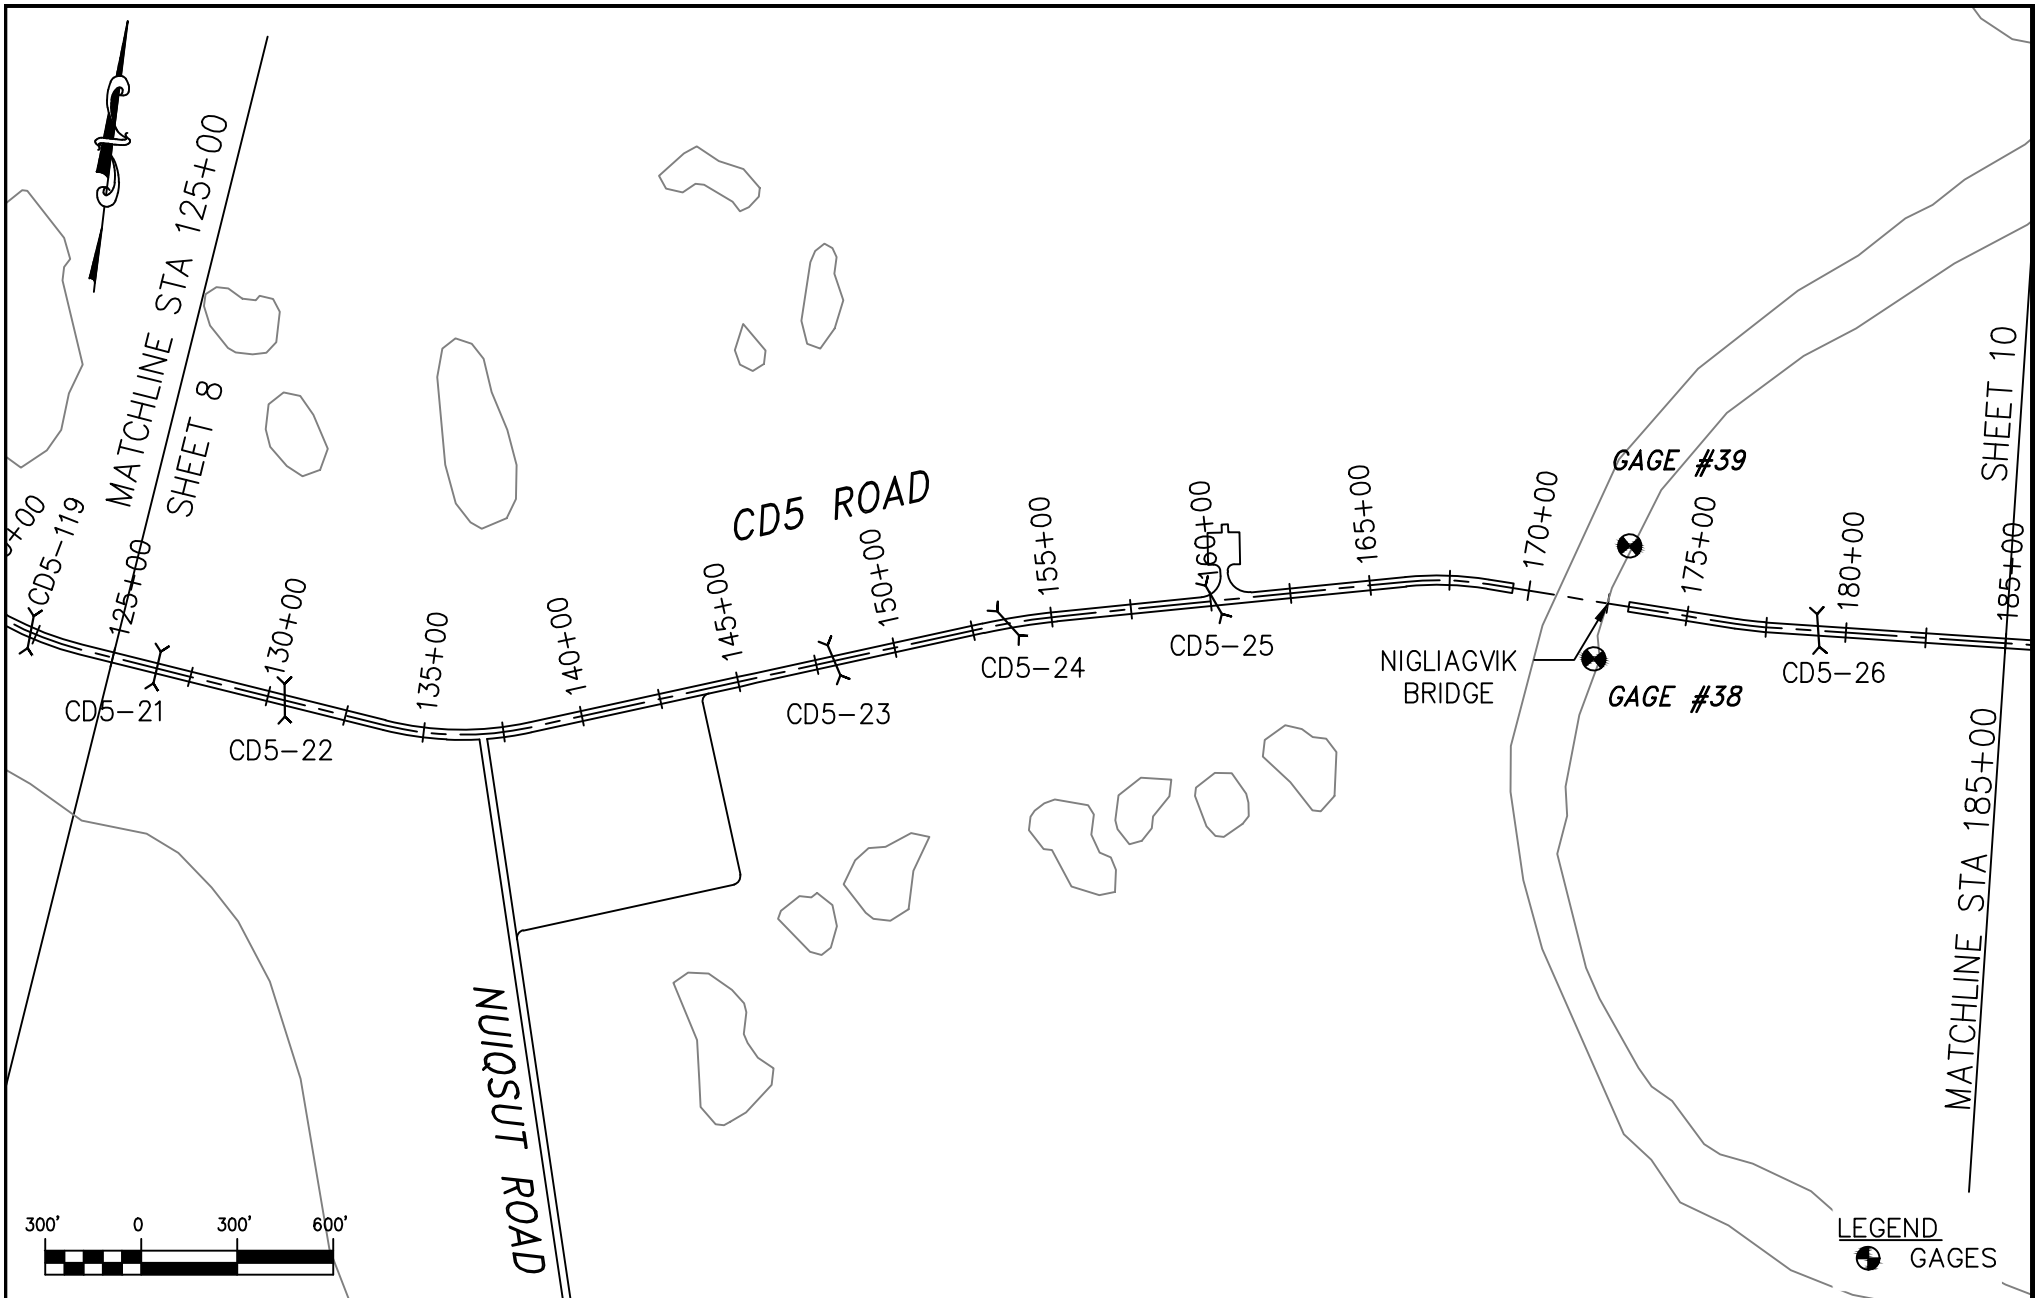 MATCHLINE STA 125+00
SHEET 8
CD5-119
125+00
130+00
135+00
140+00
145+00
150+00
155+00
160+00
165+00
170+00
175+00
180+00
185+00
CD5 ROAD
GAGE #39
SHEET 10
MATCHLINE STA 185+00
CD5-21
CD5-22
CD5-23
CD5-24
CD5-25
CD5-26
NIGLIAGVIK
BRIDGE
GAGE #38
NUIQSUT ROAD
300' 0 300' 600'
LEGEND
GAGES